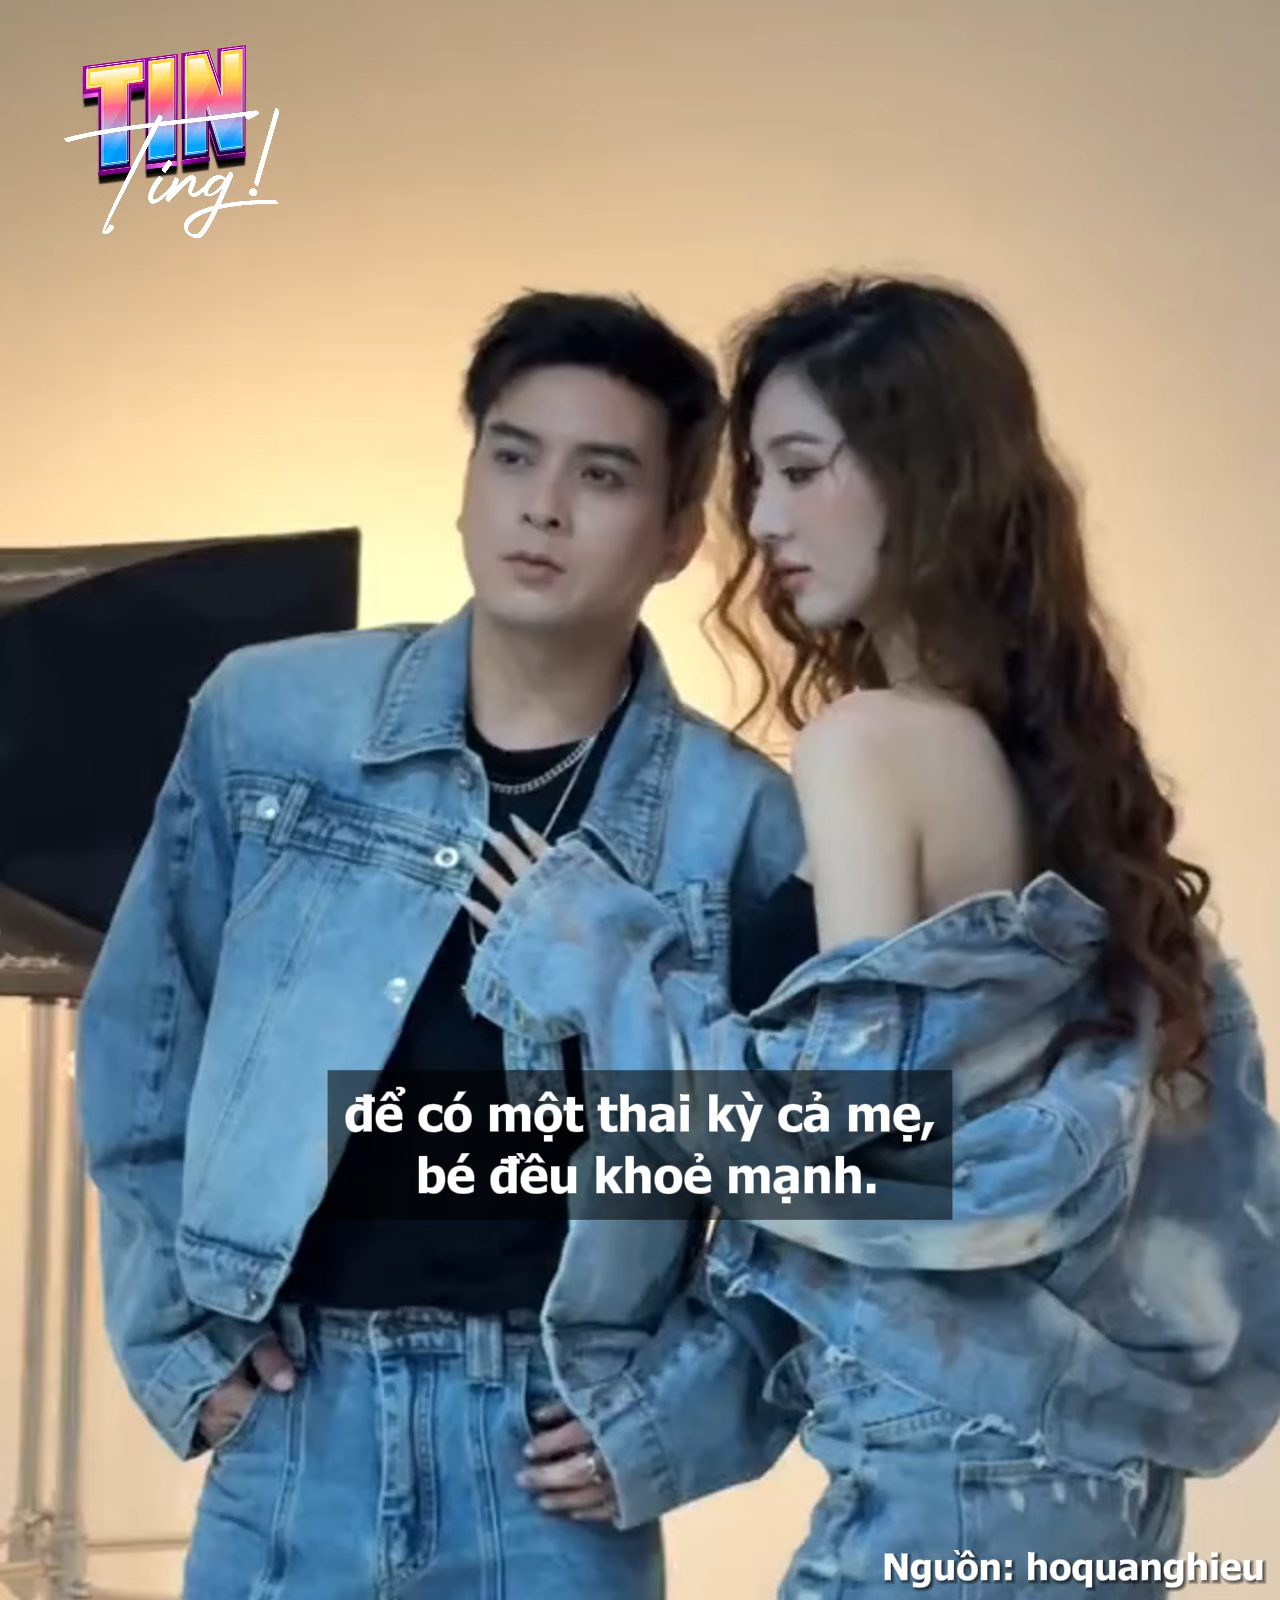 TIN
Ting!
để có một thai kỳ cả mẹ,
bé đều khoẻ mạnh.
Nguồn: hoquanghieu